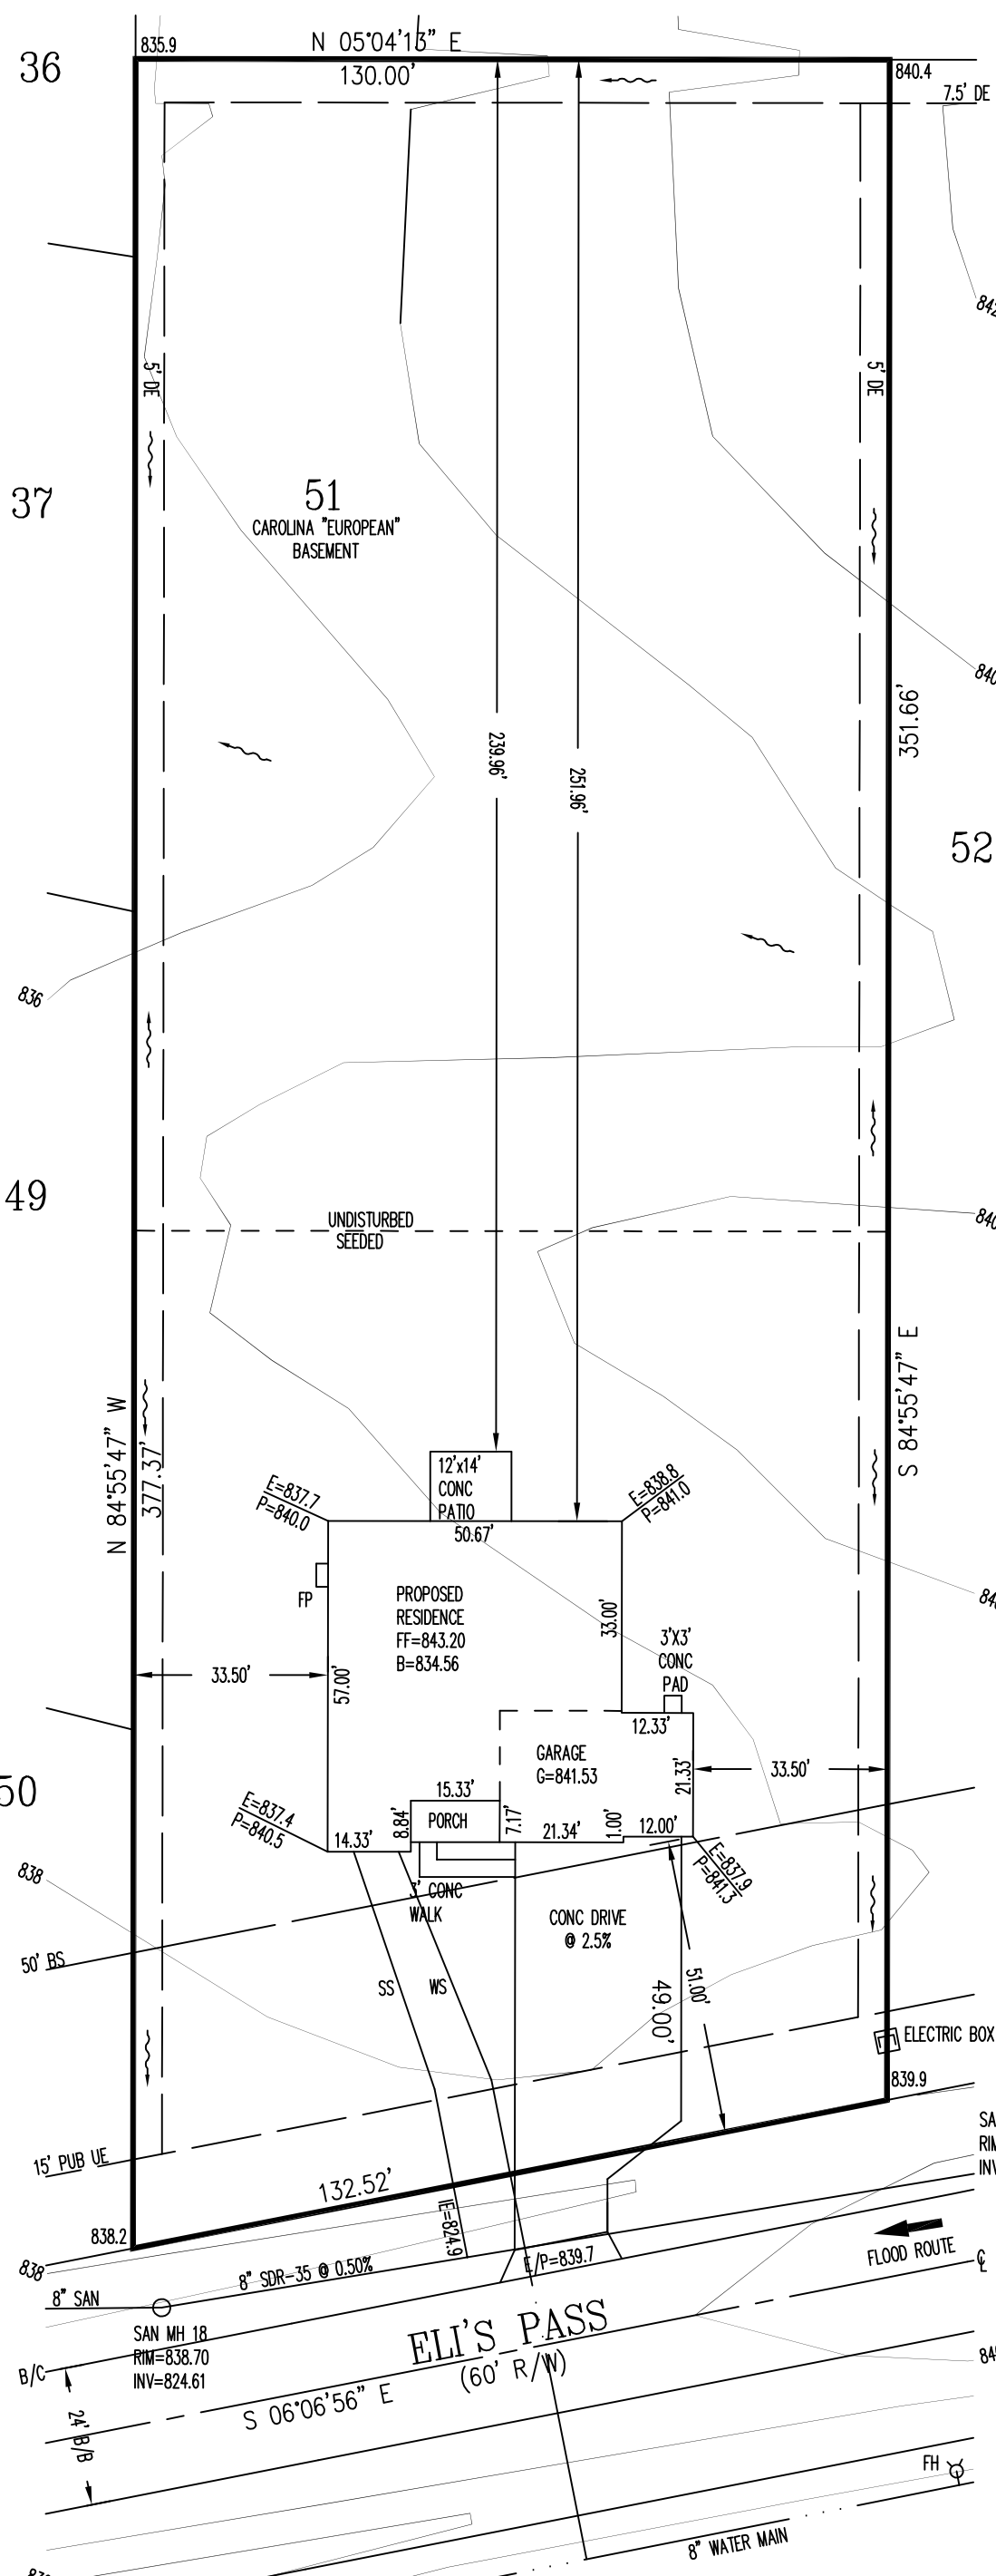 36
835.9
N 05°04'13" E
130.00'
840.4
7.5' DE
5' DE
5' DE
37
51
CAROLINA "EUROPEAN"
BASEMENT
239.96'
251.96'
351.66'
52
836
49
UNDISTURBED
SEEDED
N 84°55'47" W
377.37'
S 84°55'47" E
12'x14'
CONC
PATIO
E=837.7
P=840.0
E=838.8
P=841.0
50.67'
FP
PROPOSED
RESIDENCE
FF=843.20
B=834.56
33.00'
3'X3'
CONC
PAD
33.50'
57.00'
12.33'
GARAGE
G=841.53
21.33'
33.50'
50
E=837.4
P=840.5
15.33'
PORCH
14.33'
8.84'
7.17'
21.34'
1.00'
12.00'
E=837.9
P=841.3
838
3' CONC
WALK
CONC DRIVE
@ 2.5%
50' BS
SS
WS
49.00'
51.00'
ELECTRIC BOX
839.9
15' PUB UE
132.52'
838.2
838
IE=824.9
8" SDR-35 @ 0.50%
E/P=839.7
FLOOD ROUTE
8" SAN
SAN MH 18
RIM=838.70
INV=824.61
B/C
ELI'S PASS
(60' R/W)
S 06°06'56" E
24' B/B
FH
8" WATER MAIN